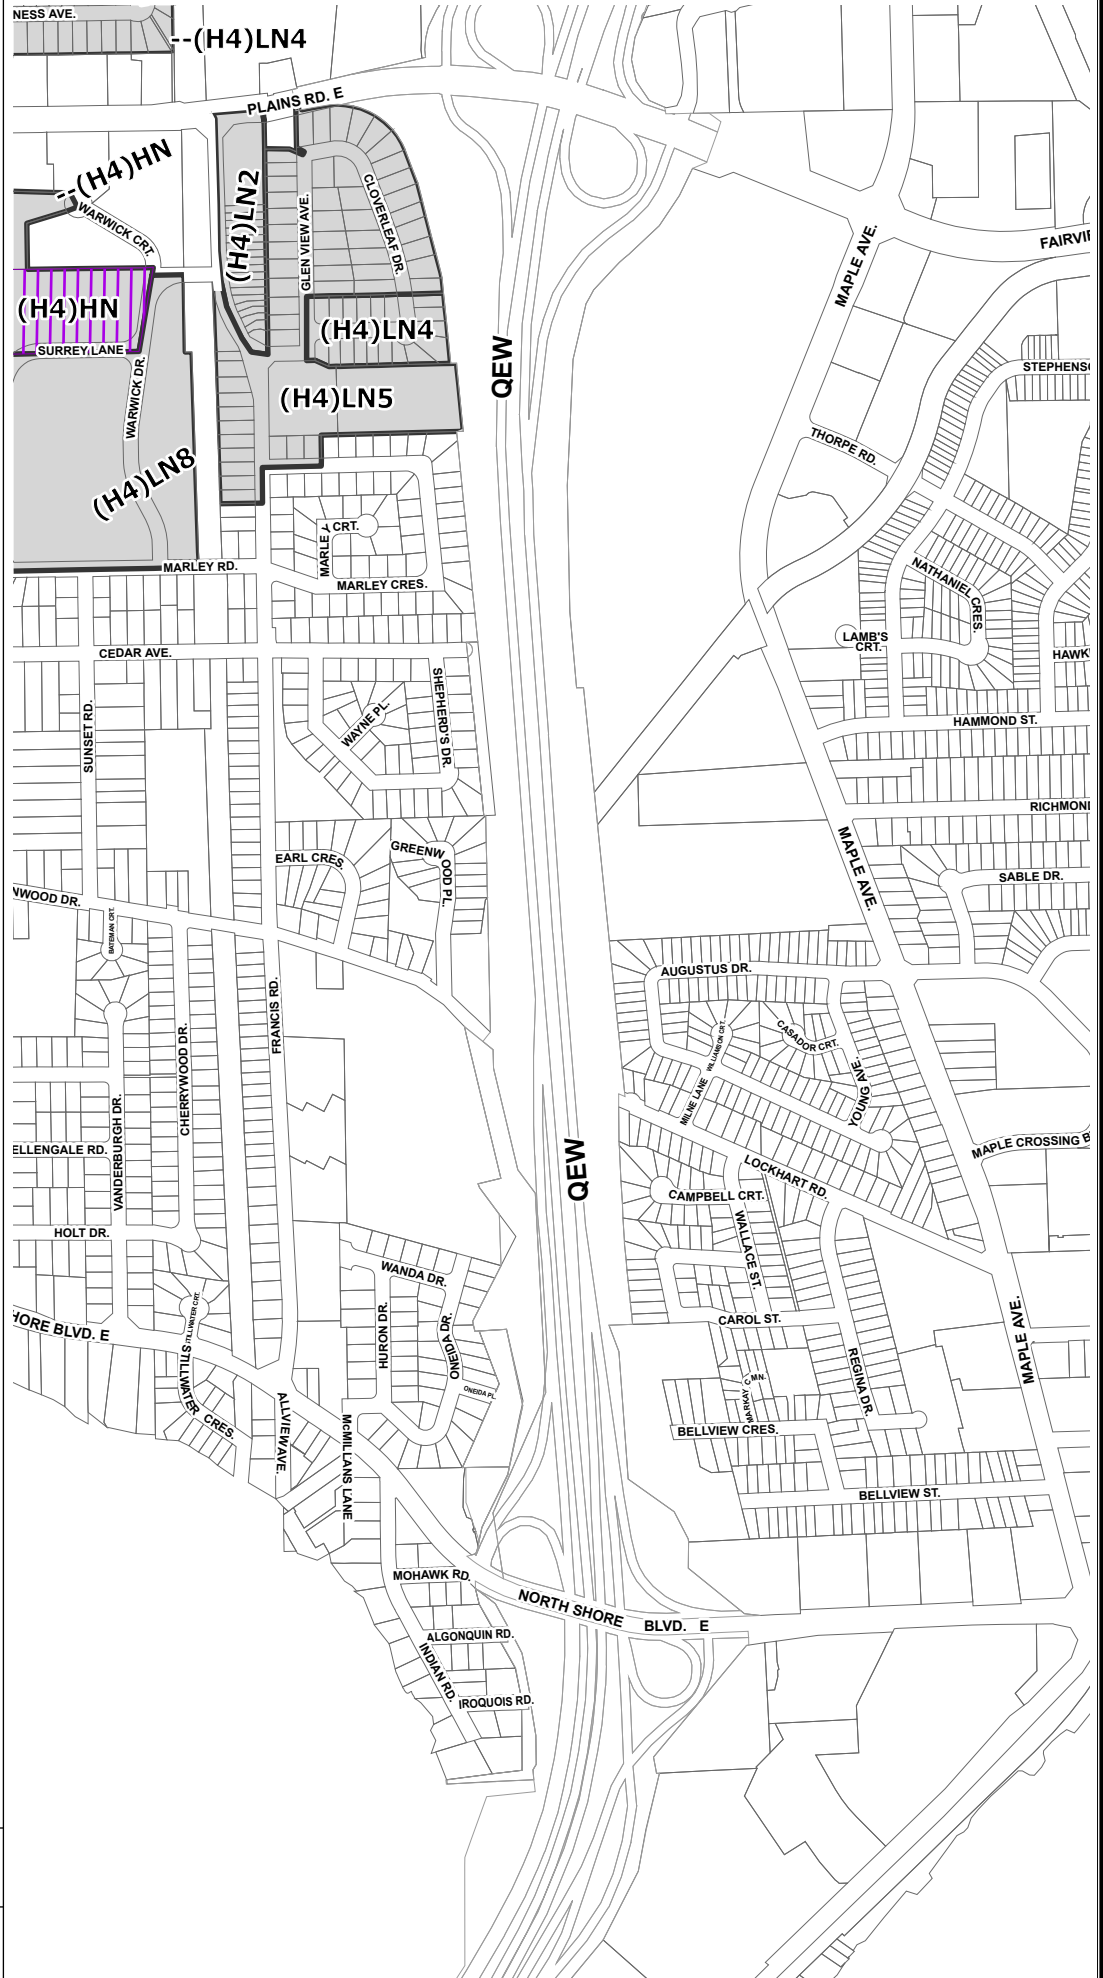 NESS AVE.
--(H4)LN4
PLAINS RD. E
--(H4)HN
WARWICK CRT.
(H4)LN2
GLEN VIEW AVE.
CLOVERLEAF DR.
MAPLE AVE.
FAIRVIE
(H4)HN
(H4)LN4
SURREY LANE
WARWICK DR.
QEW
STEPHENSO
(H4)LN5
(H4)LN8
THORPE RD.
MARLEY CRT.
MARLEY RD.
MARLEY CRES.
NATHANIEL CRES.
LAMB'S
CRT.
CEDAR AVE.
HAWK
SUNSET RD.
SHEPHERD'S DR.
WAYNE PL.
HAMMOND ST.
RICHMOND
EARL CRES.
GREENWOOD PL.
MAPLE AVE.
SABLE DR.
NWOOD DR.
BATEMAN CRT.
AUGUSTUS DR.
FRANCIS RD.
CHERRYWOOD DR.
WILLIAMSON CRT.
CASADOR CRT.
YOUNG AVE.
MILNE LANE
VANDERBURGH DR.
ELLENGALE RD.
MAPLE CROSSING B
QEW
LOCKHART RD.
CAMPBELL CRT.
WALLACE ST.
HOLT DR.
WANDA DR.
HURON DR.
ONEIDA DR.
STILLWATER CRT.
HORE BLVD. E
CAROL ST.
MAPLE AVE.
REGINA DR.
STILLWATER CRES.
ONEIDA PL.
MARKAY CMN.
ALLVIEW AVE.
McMILLANS LANE
BELLVIEW CRES.
BELLVIEW ST.
MOHAWK RD.
NORTH SHORE BLVD. E
ALGONQUIN RD.
INDIAN RD.
IROQUOIS RD.